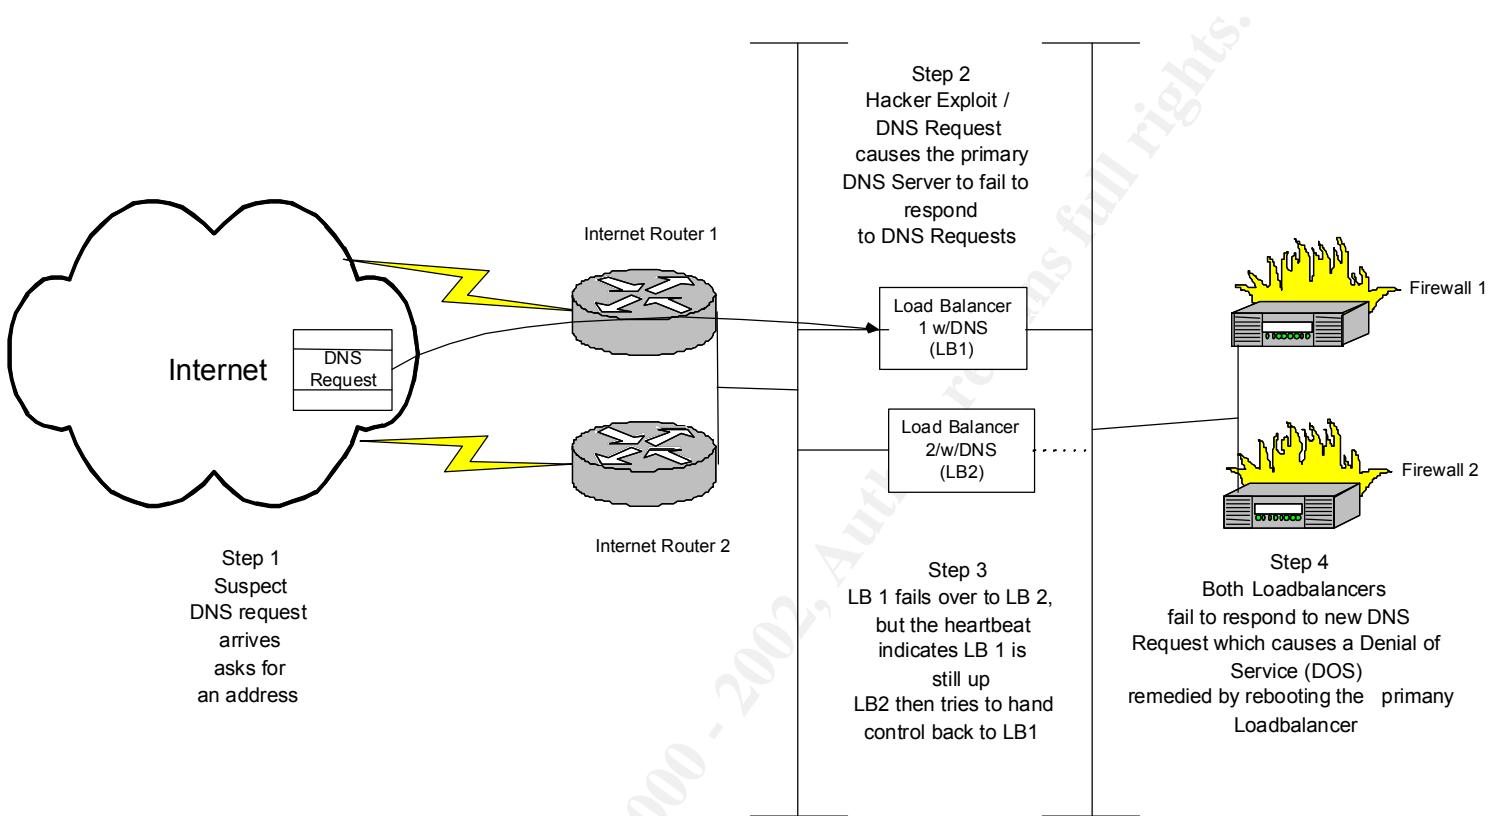 Step 2
Hacker Exploit /
DNS Request
causes the primary
DNS Server to fail to
respond
to DNS Requests
Internet Router 1
Firewall 1
Load Balancer
1 w/DNS
(LB1)
Internet
DNS
Request
Load Balancer
2/w/DNS
(LB2)
Firewall 2
Internet Router 2
Step 1
Suspect
DNS request
arrives
asks for
an address
Step 3
LB 1 fails over to LB 2,
but the heartbeat
indicates LB 1 is
still up
LB2 then tries to hand
control back to LB1
Step 4
Both Loadbalancers
fail to respond to new DNS
Request which causes a Denial of
Service (DOS)
remedied by rebooting the primany
Loadbalancer
- 2002, full rights.